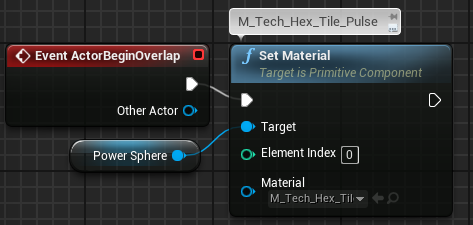 M_Tech_Hex_Tile_Pulse
Event ActorBeginOverlap
Other Actor
Power Sphere
f Set Material
Target is Primitive Component
Target
Element Index 0
Material
M_Tech_Hex_Til